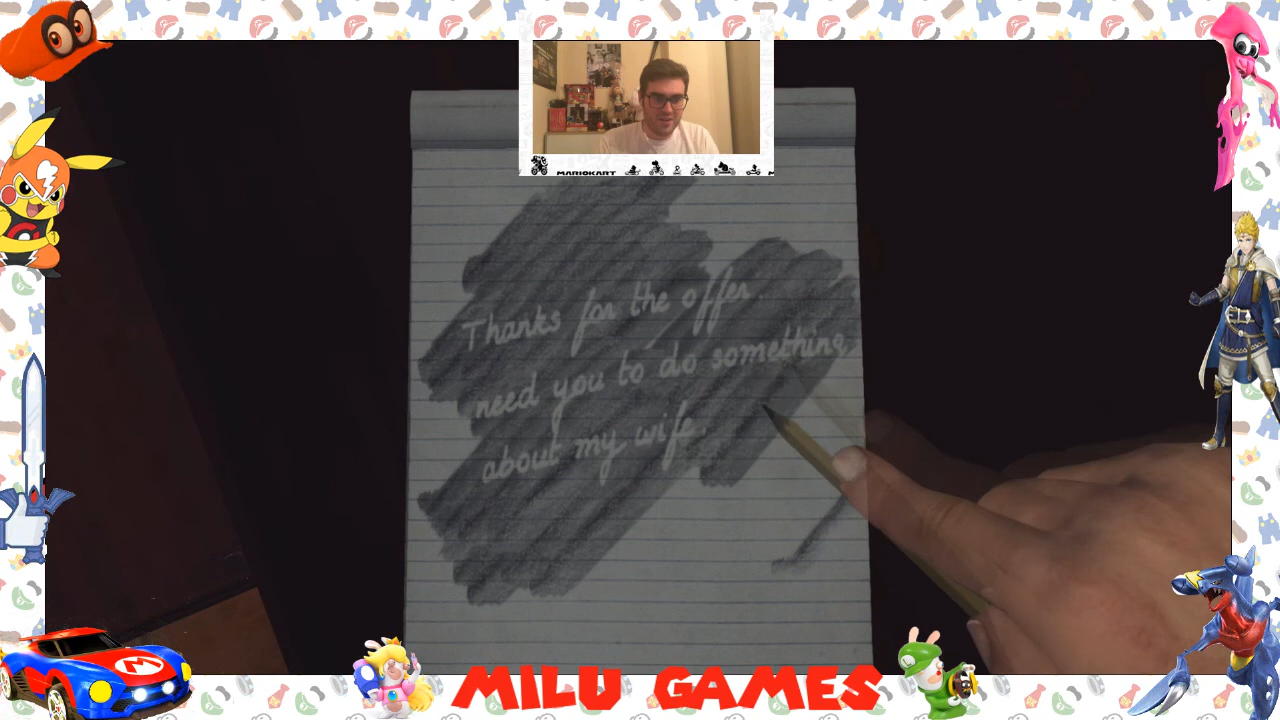 MARIOKART
Thanks for the offer.
need you to do something
about my wife.
M
MILU GAMES